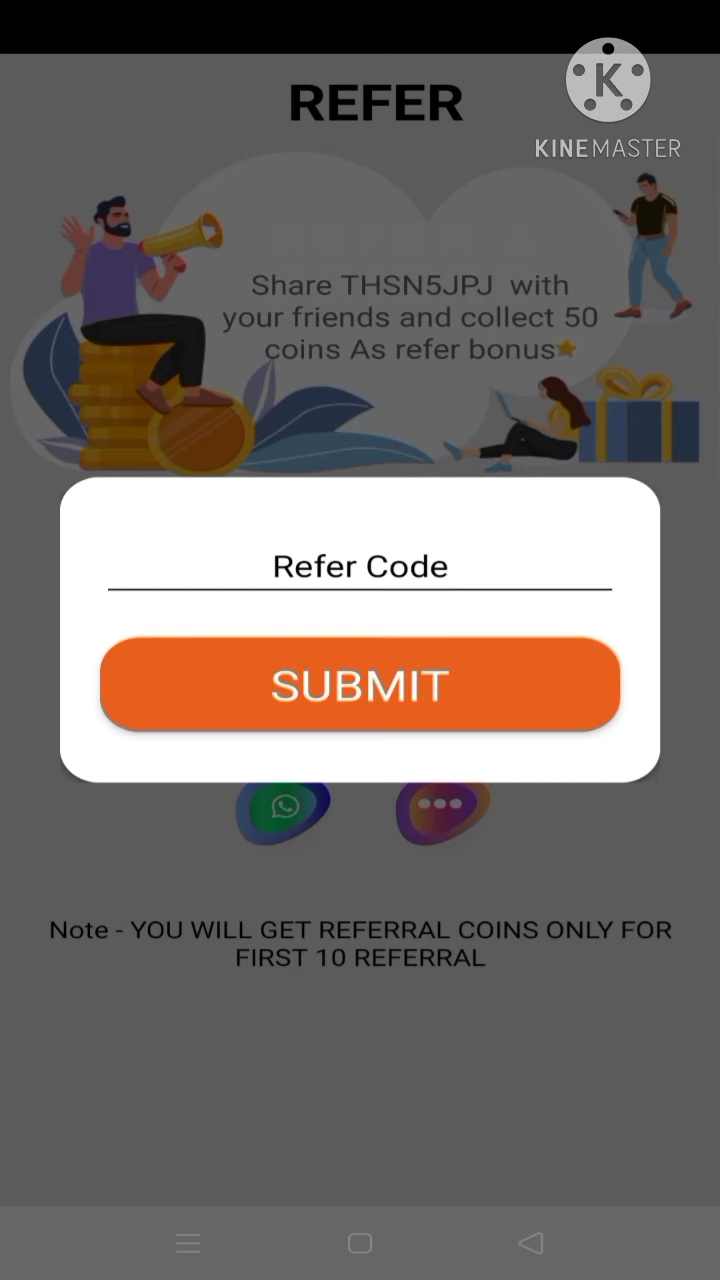 REFER
K
KINEMASTER
Share THSN5JPJ with
your friends and collect 50
coins As refer bonus⭐
Refer Code
SUBMIT
Note - YOU WILL GET REFERRAL COINS ONLY FOR
FIRST 10 REFERRAL